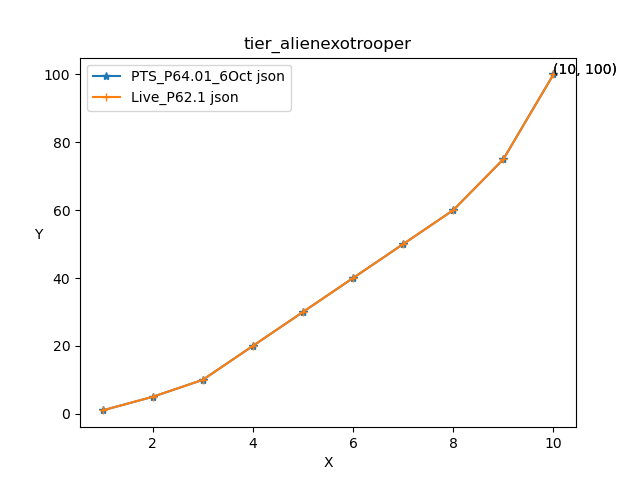 tier_alienexotrooper
PTS_P64.01_6Oct json
Live_P62.1 json
(10, 100)
100
80
60
40
20
0
Y
2 4 6 8 10
X